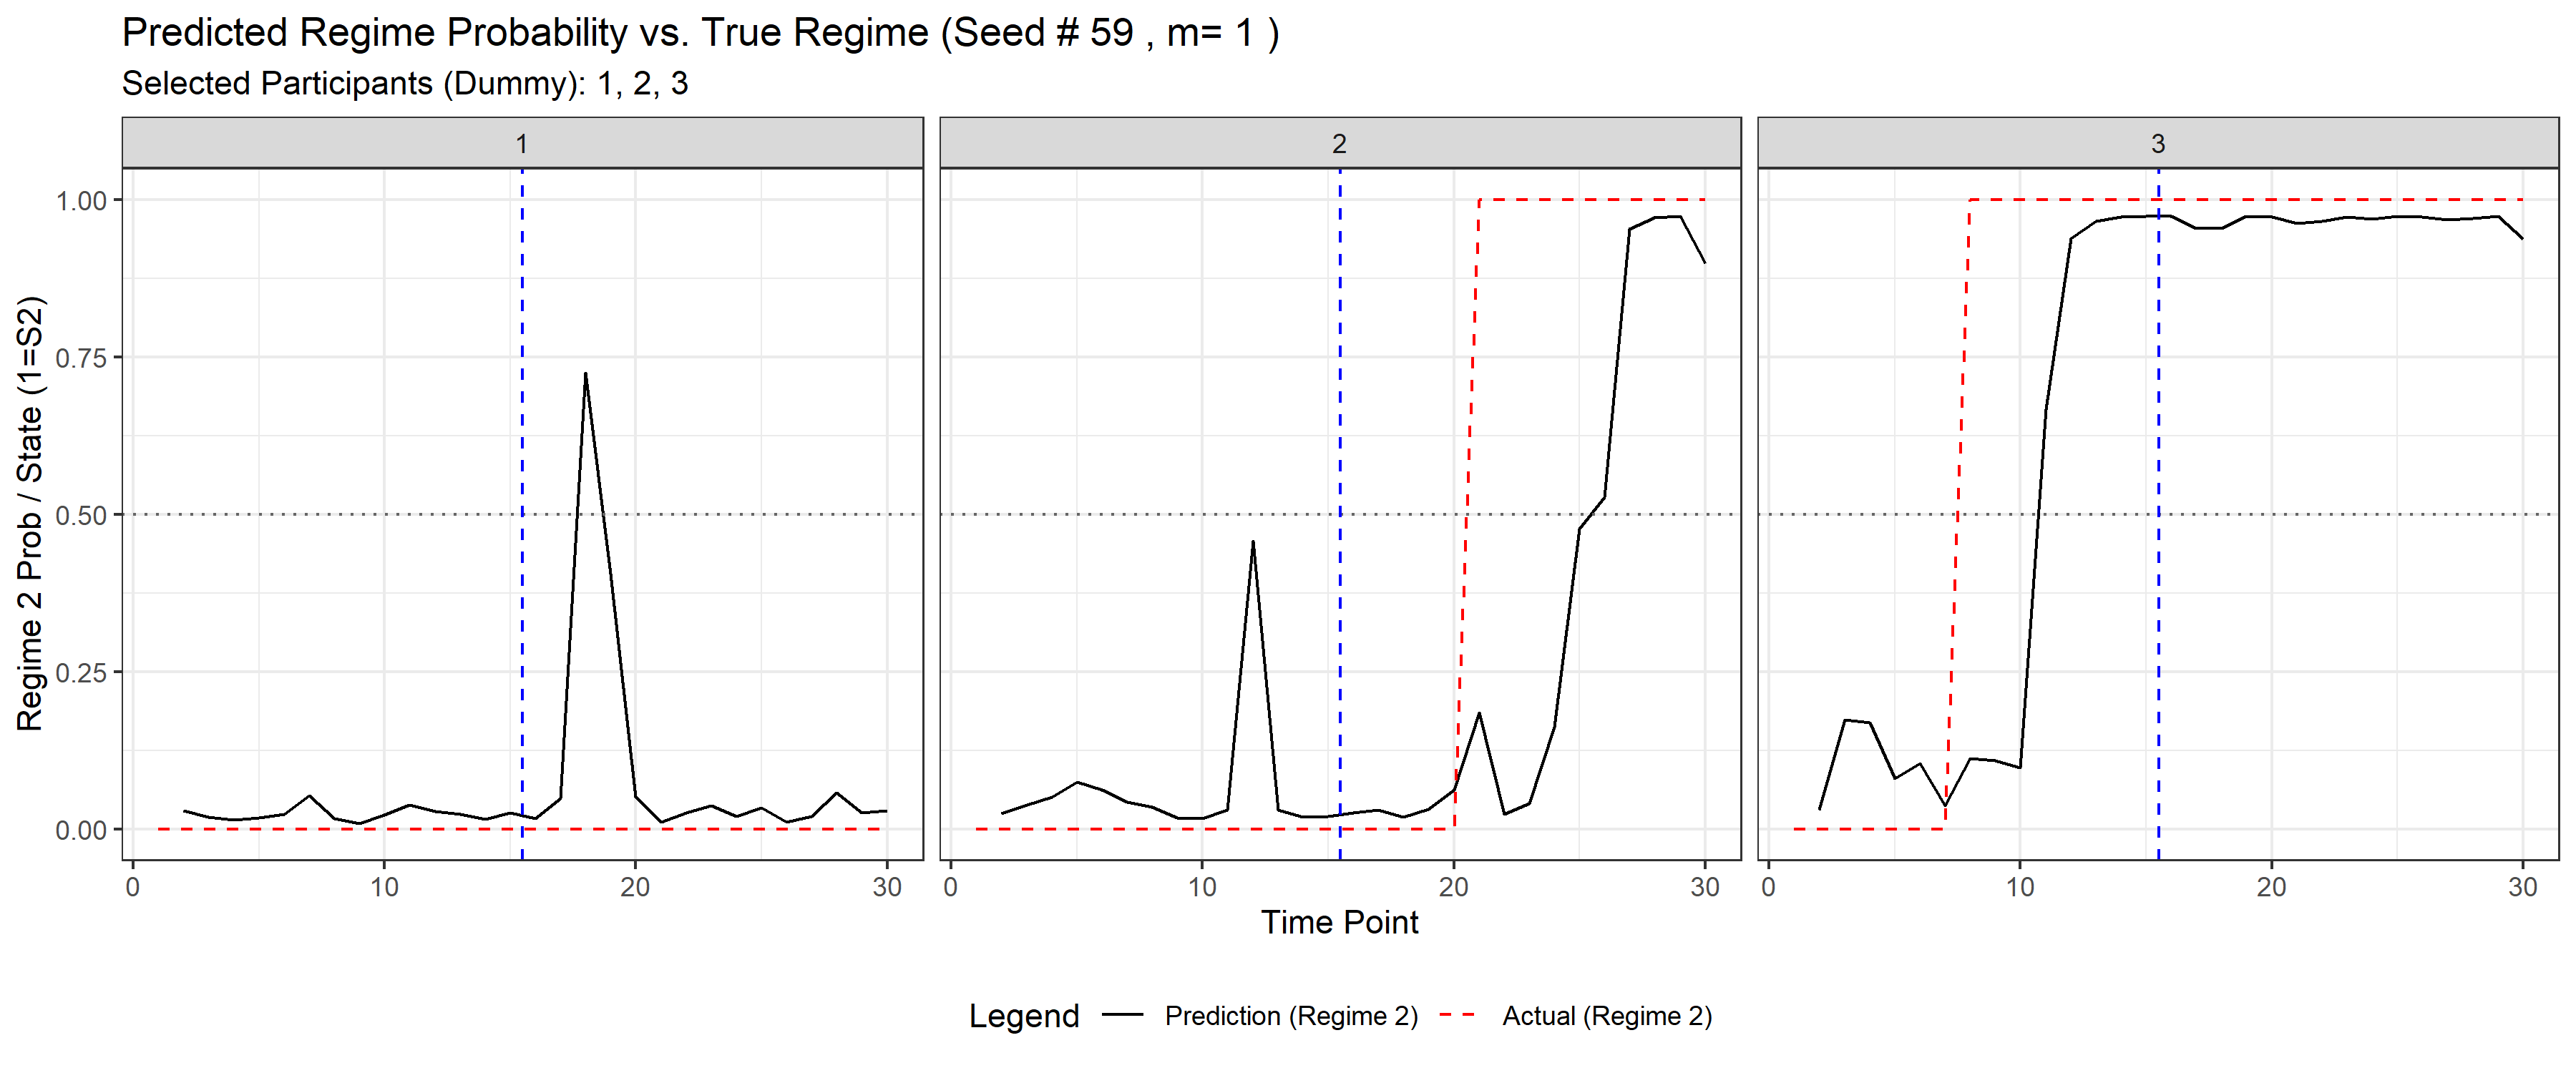 Predicted Regime Probability vs. True Regime (Seed # 59 , m= 1 )
Selected Participants (Dummy): 1, 2, 3
1
2
3
Regime 2 Prob / State (1=S2)
1.00
0.75
0.50
0.25
0.00
0 10 20 30
0 10 20 30
0 10 20 30
Time Point
Legend Prediction (Regime 2) Actual (Regime 2)